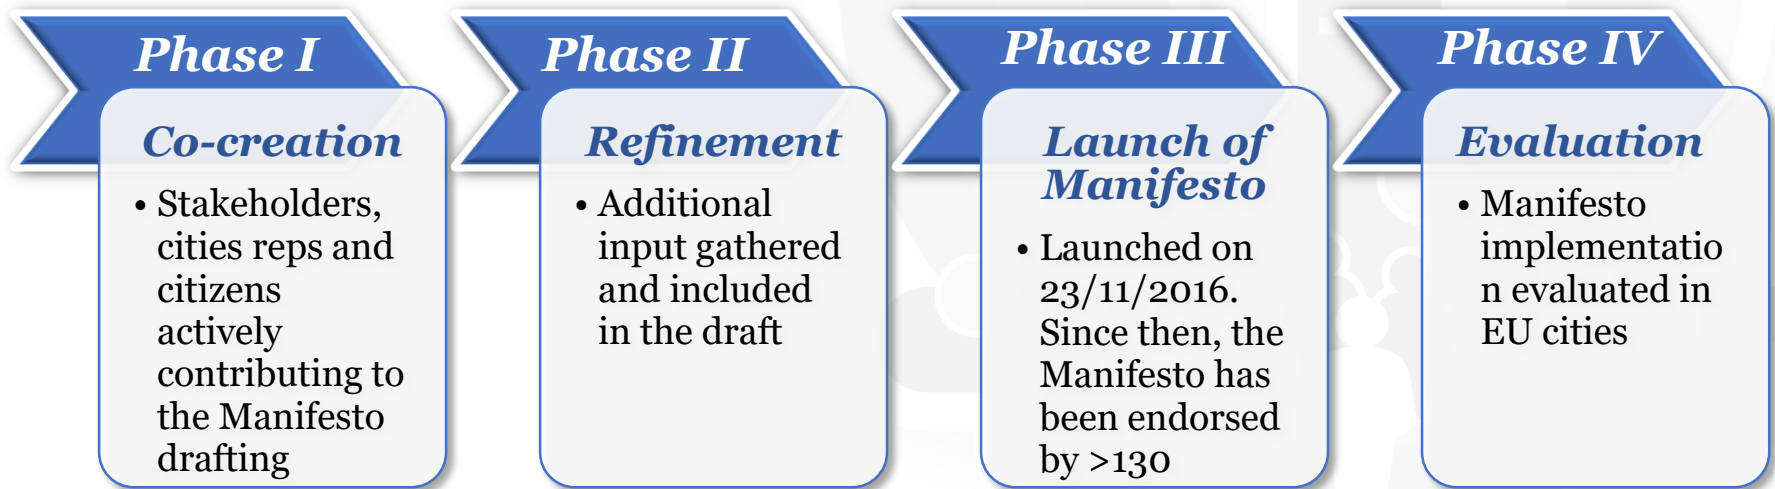 Phase I
Co-creation
• Stakeholders,
cities reps and
citizens
actively
contributing to
the Manifesto
drafting
Phase II
Refinement
• Additional
input gathered
and included
in the draft
Phase III
Launch of
Manifesto
• Launched on
23/11/2016.
Since then, the
Manifesto has
been endorsed
by >130
Phase IV
Evaluation
• Manifesto
implementatio
n evaluated in
EU cities